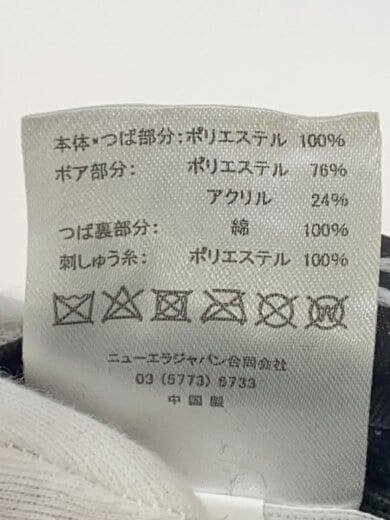 本体・つば部分:ポリエステル 100%
ボア部分: ポリエステル 76%
アクリル 24%
つば裏部分: 綿 100%
刺しゅう糸:ポリエステル 100%
W
ニューエラジャパン合同会社
03 (5773) 6733
中国製